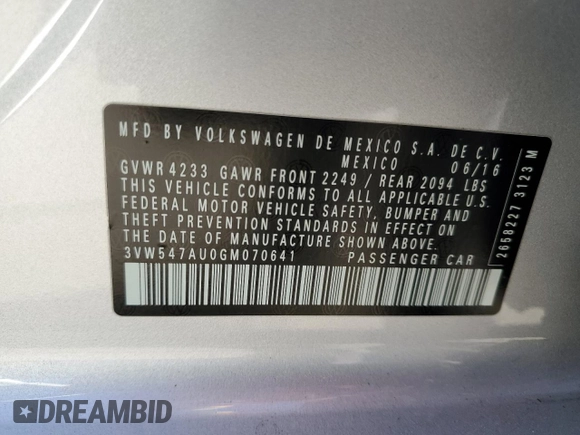 MFD BY VOLKSWAGEN DE MEXICO S.A. DE C.V.
MEXICO 06/16
GVWR 4233 GAWR FRONT 2249 / REAR 2094 LBS
THIS VEHICLE CONFORMS TO ALL APPLICABLE U.S.
FEDERAL MOTOR VEHICLE SAFETY, BUMPER AND
THEFT PREVENTION STANDARDS IN EFFECT ON
THE DATE OF MANUFACTURE SHOWN ABOVE.
3VW547AU0GM070641 PASSENGER CAR
2658227 3123 M
DREAMBID